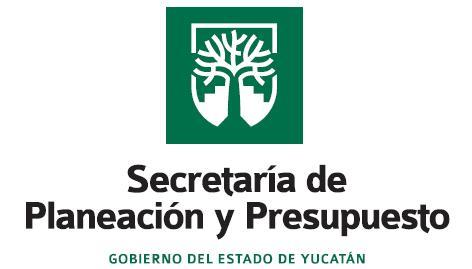 Secretaría de
Planeación y Presupuesto
GOBIERNO DEL ESTADO DE YUCATÁN